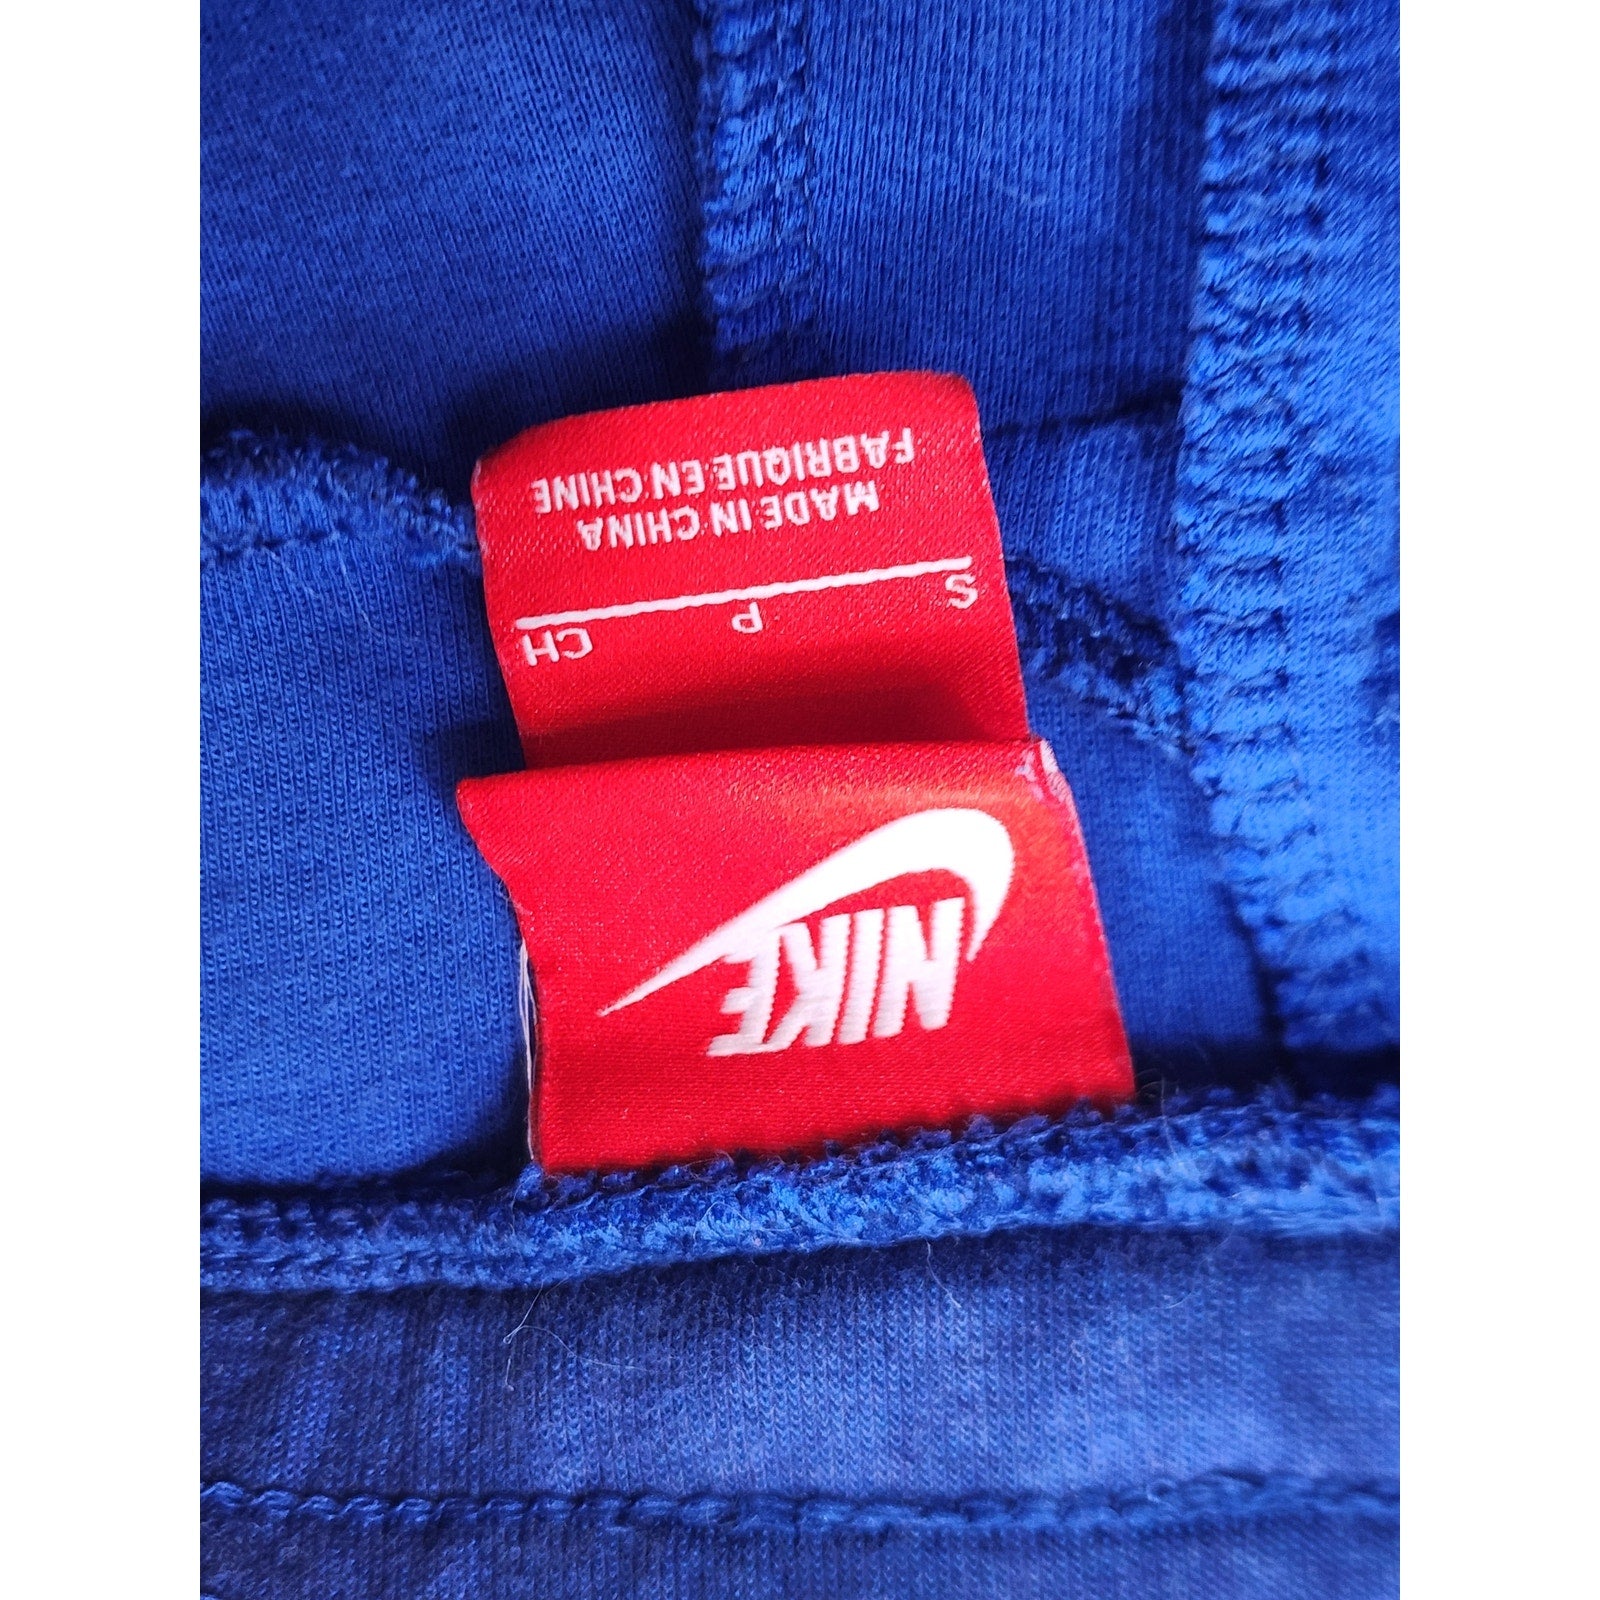 NIKE
S P CH
MADE IN CHINA
FABRIQUE EN CHINE